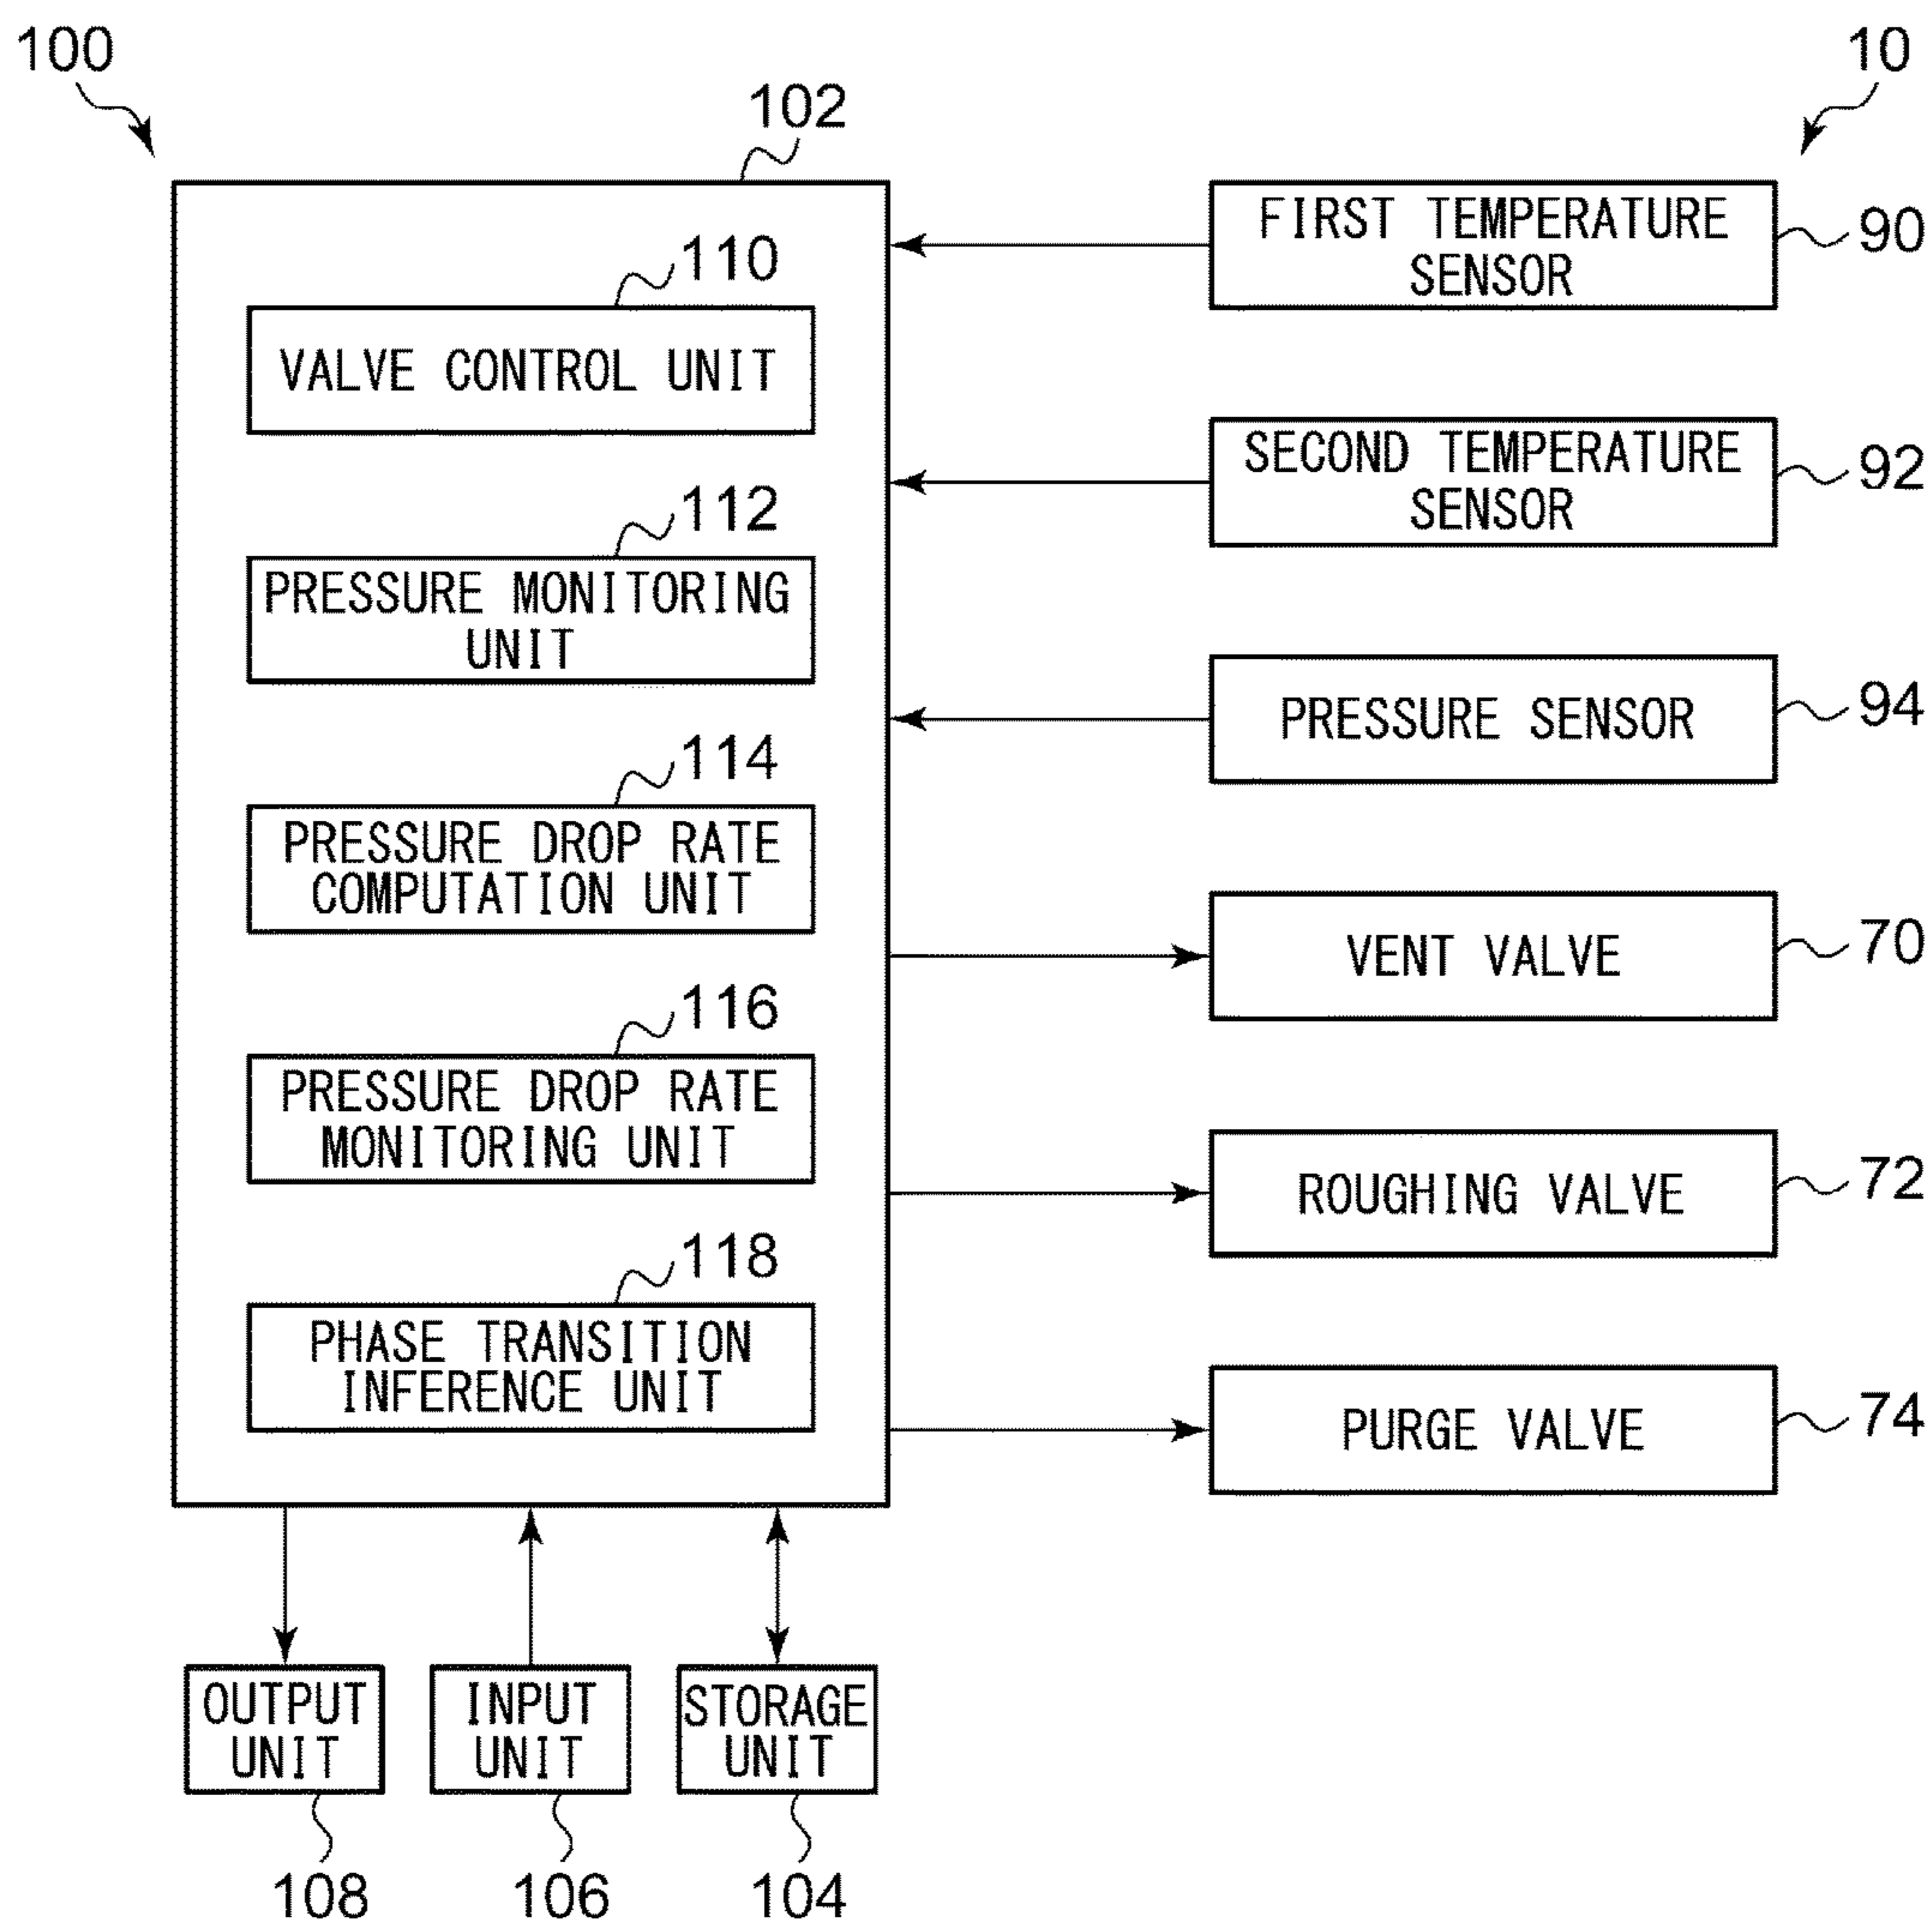 100
10
102
110
VALVE CONTROL UNIT
112
PRESSURE MONITORING
UNIT
114
PRESSURE DROP RATE
COMPUTATION UNIT
116
PRESSURE DROP RATE
MONITORING UNIT
118
PHASE TRANSITION
INFERENCE UNIT
FIRST TEMPERATURE
SENSOR
90
SECOND TEMPERATURE
SENSOR
92
PRESSURE SENSOR
94
VENT VALVE
70
ROUGHING VALVE
72
PURGE VALVE
74
OUTPUT
UNIT
108
INPUT
UNIT
106
STORAGE
UNIT
104